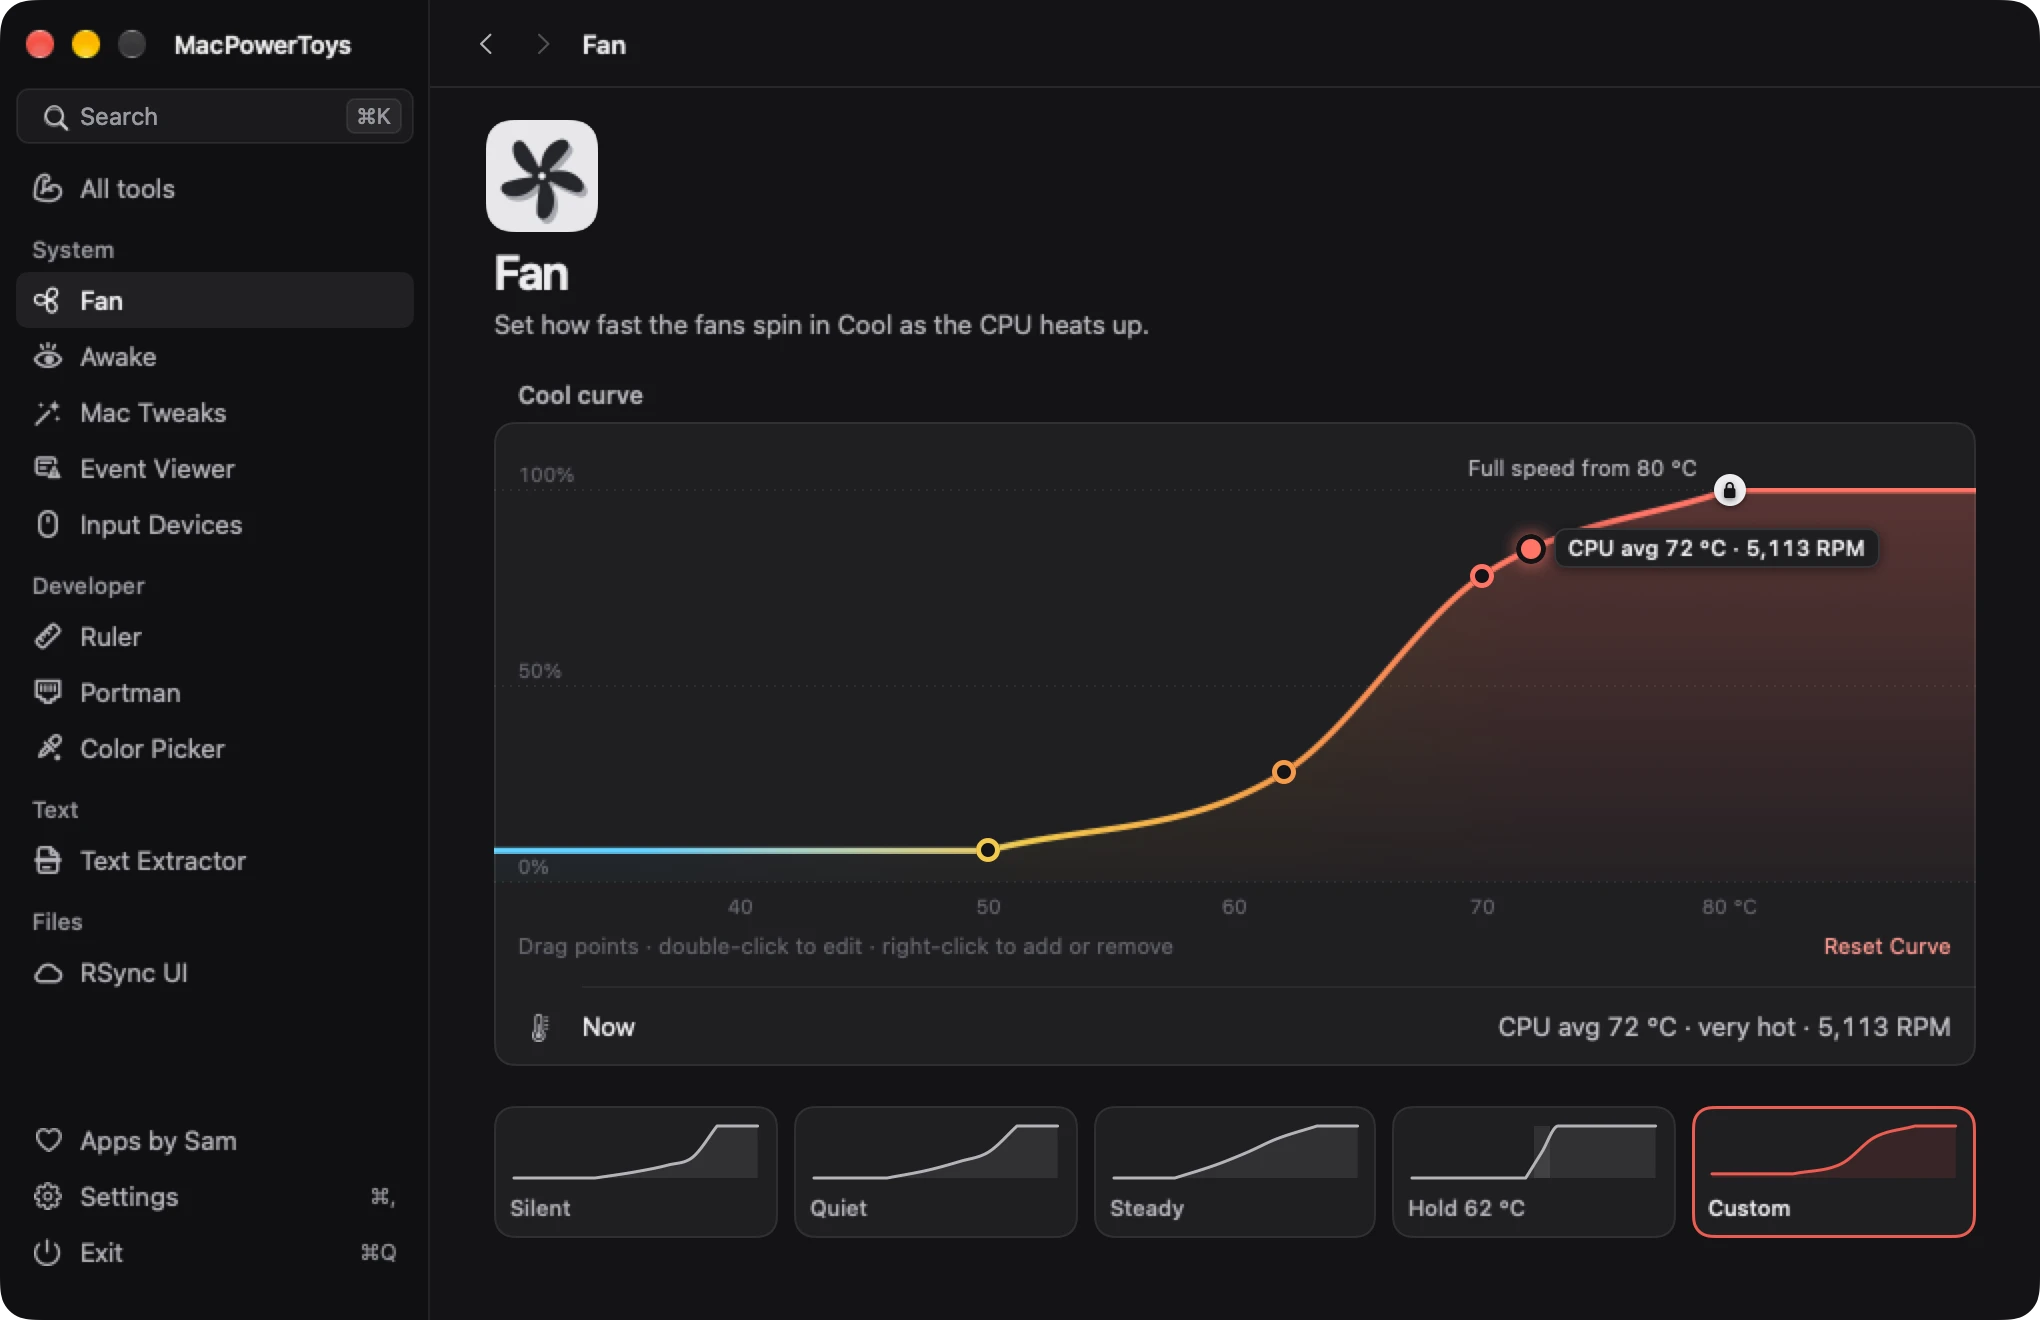 MacPowerToys
Search ⌘K
All tools
System
Fan
Awake
Mac Tweaks
Event Viewer
Input Devices
Developer
Ruler
Portman
Color Picker
Text
Text Extractor
Files
RSync UI
Apps by Sam
Settings ⌘,
Exit ⌘Q
Fan
Fan
Set how fast the fans spin in Cool as the CPU heats up.
Cool curve
100%
Full speed from 80 °C
CPU avg 72 °C · 5,113 RPM
50%
0%
40 50 60 70 80 °C
Drag points · double-click to edit · right-click to add or remove
Reset Curve
Now
CPU avg 72 °C · very hot · 5,113 RPM
Silent
Quiet
Steady
Hold 62 °C
Custom